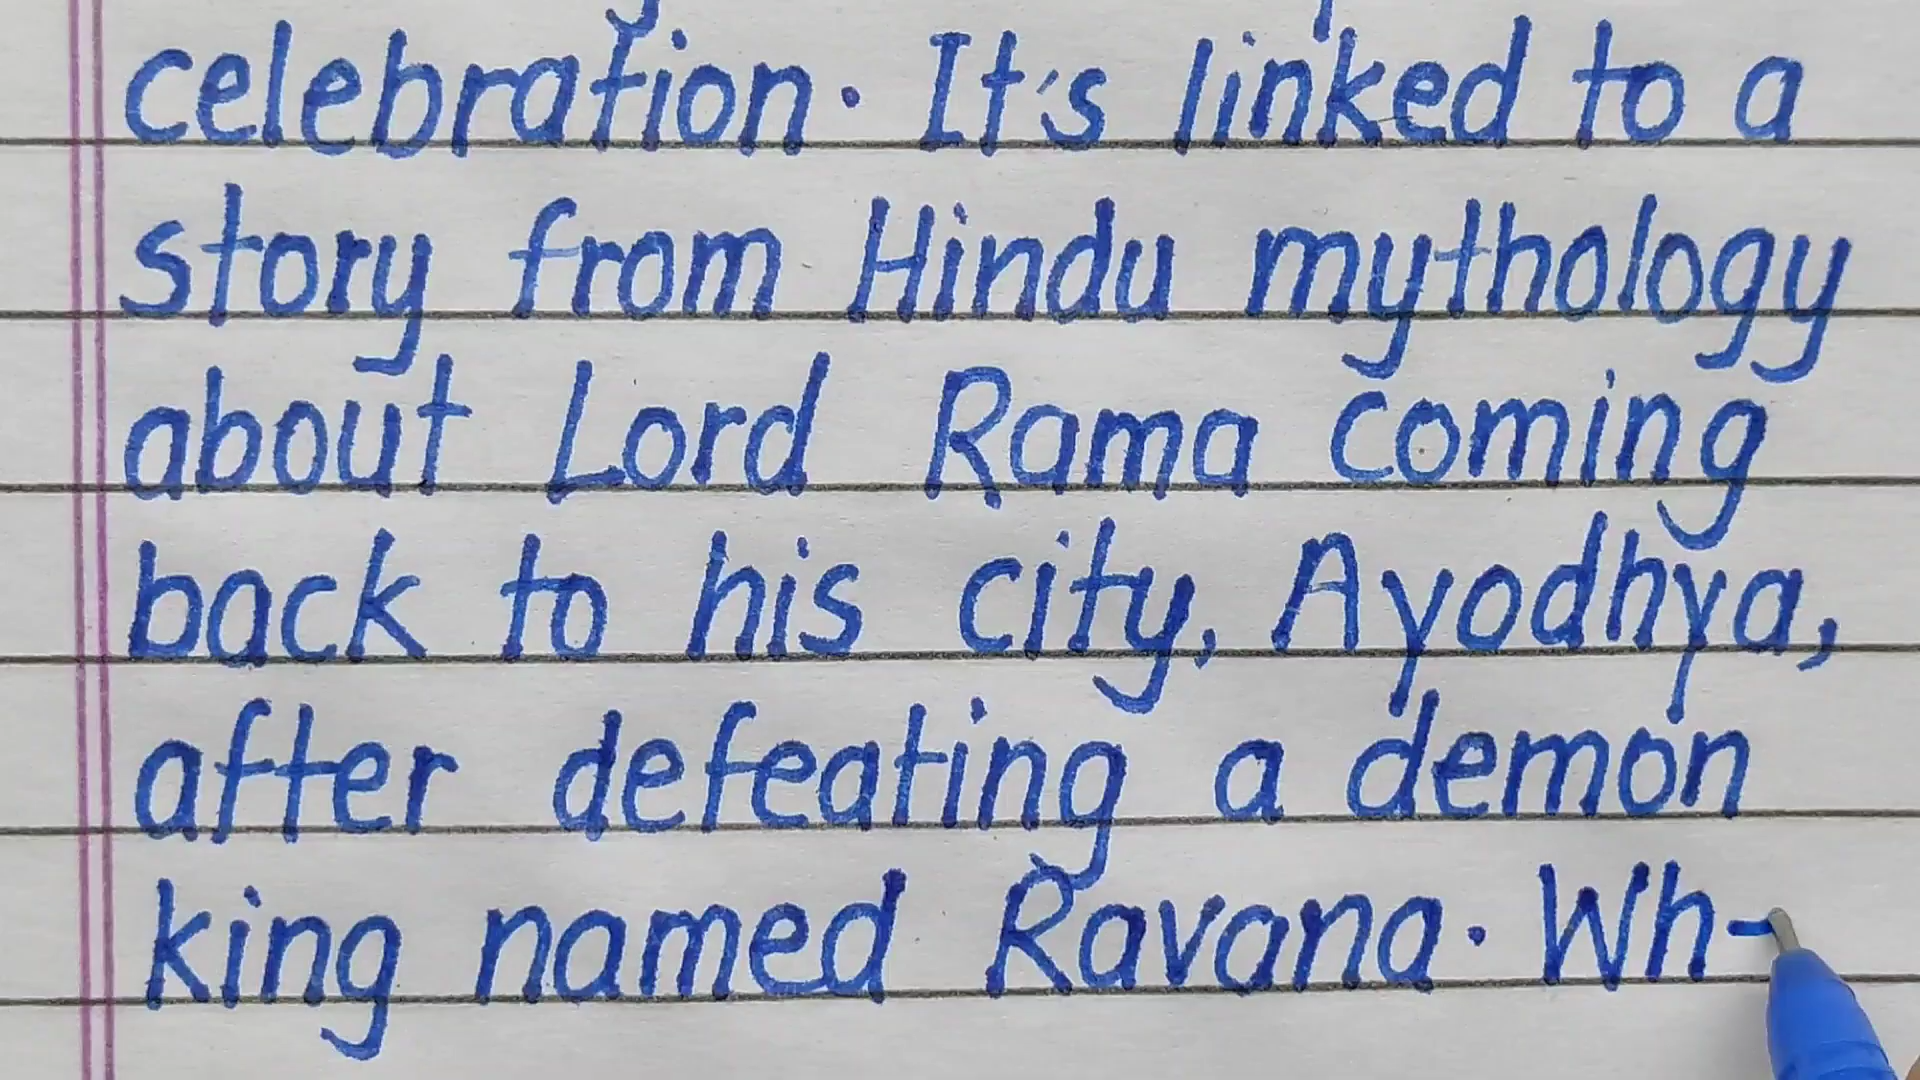 celebration. It's linked to a
story from Hindu mythology
about Lord Rama coming
back to his city, Ayodhya,
after defeating a demon
king named Ravana. Wh-